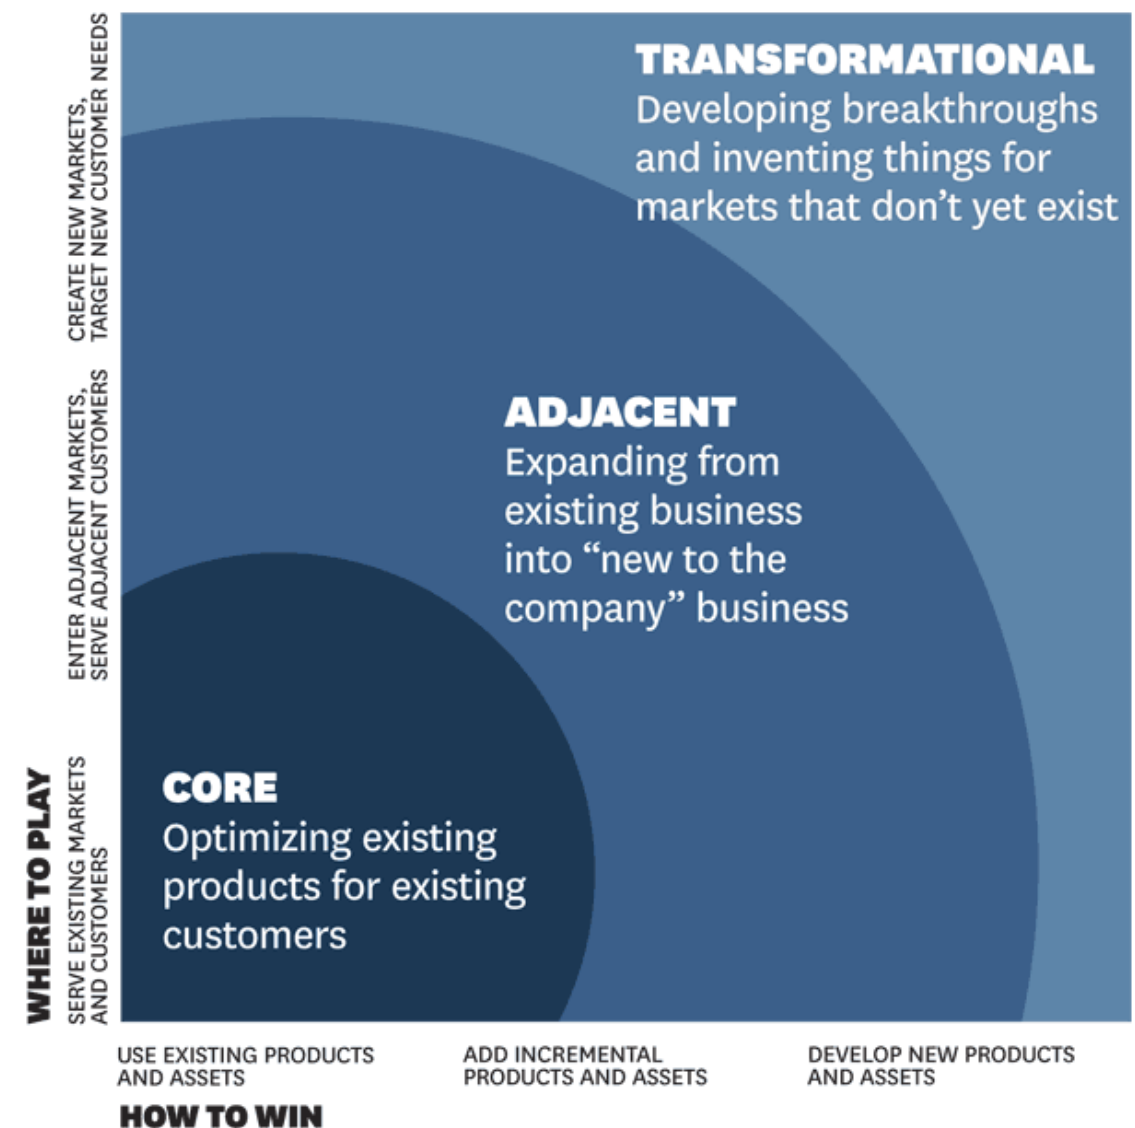 TRANSFORMATIONAL
Developing breakthroughs
and inventing things for
markets that don’t yet exist
ADJACENT
Expanding from
existing business
into “new to the
company” business
CORE
Optimizing existing
products for existing
customers
CREATE NEW MARKETS,
TARGET NEW CUSTOMER NEEDS
ENTER ADJACENT MARKETS,
SERVE ADJACENT CUSTOMERS
SERVE EXISTING MARKETS
AND CUSTOMERS
WHERE TO PLAY
USE EXISTING PRODUCTS
AND ASSETS
ADD INCREMENTAL
PRODUCTS AND ASSETS
DEVELOP NEW PRODUCTS
AND ASSETS
HOW TO WIN